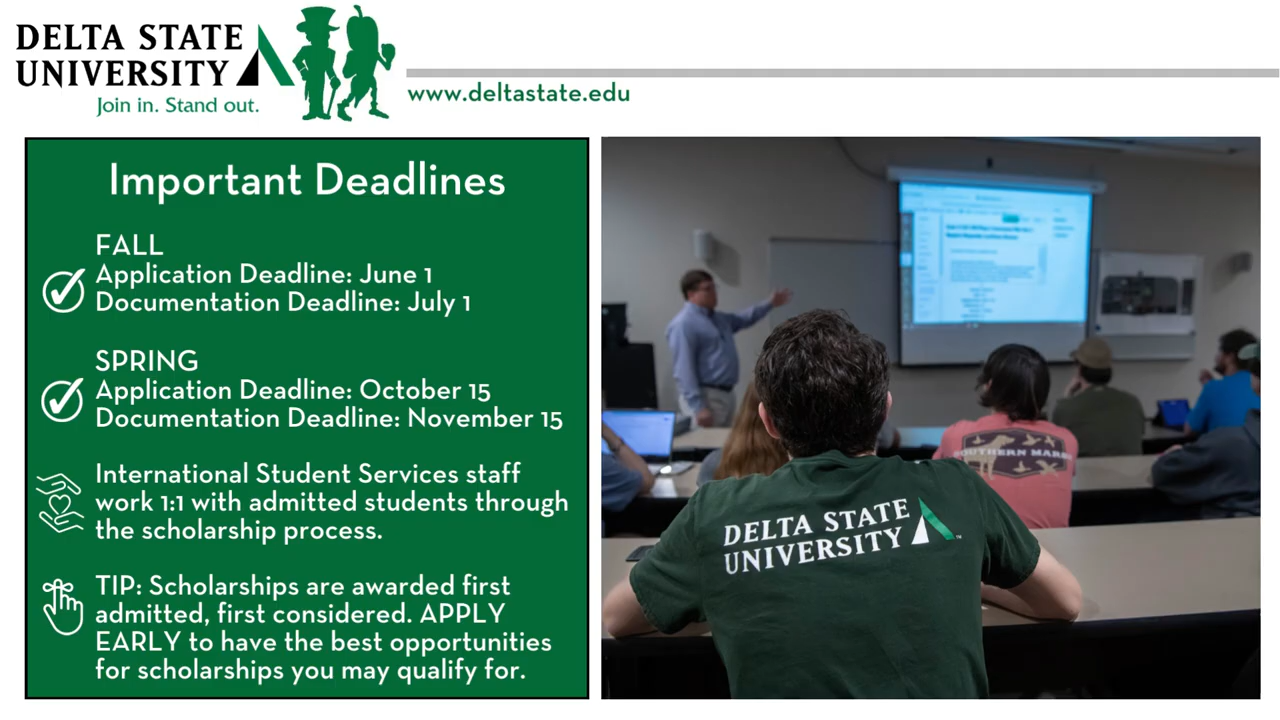 DELTA STATE
UNIVERSITY
Join in. Stand out.
www.deltastate.edu
Important Deadlines
FALL
Application Deadline: June 1
Documentation Deadline: July 1
SPRING
Application Deadline: October 15
Documentation Deadline: November 15
International Student Services staff
work 1:1 with admitted students through
the scholarship process.
TIP: Scholarships are awarded first
admitted, first considered. APPLY
EARLY to have the best opportunities
for scholarships you may qualify for.
SOUTHERN MARSH
DELTA STATE
UNIVERSITY